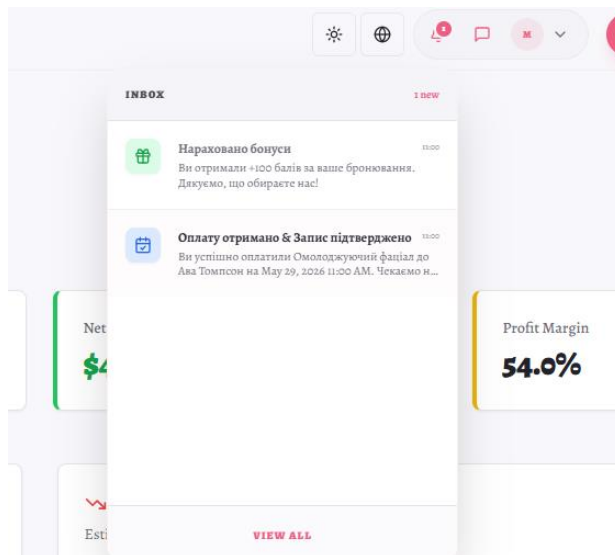 M
INBOX
1 new
Нараховано бонуси
11:00
Ви отримали +100 балів за ваше бронювання.
Дякуємо, що обираєте нас!
Оплату отримано & Запис підтверджено
11:00
Ви успішно оплатили Омолоджуючий фаціал до
Ава Томпсон на May 29, 2026 11:00 AM. Чекаємо н...
Net
Profit Margin
$4
54.0%
Esti
VIEW ALL